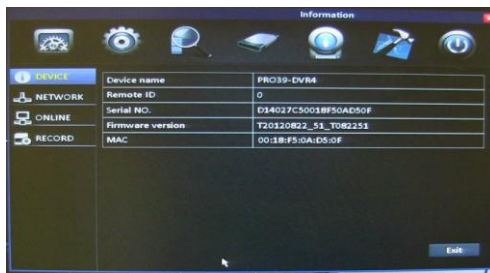 Information
DEVICE
NETWORK
ONLINE
RECORD
Device name PRO39-DVR4
Remote ID 0
Serial NO. D14027C50018F50AD50F
Firmware version T20120822_51_T082251
MAC 00:18:F5:0A:D5:0F
Exit